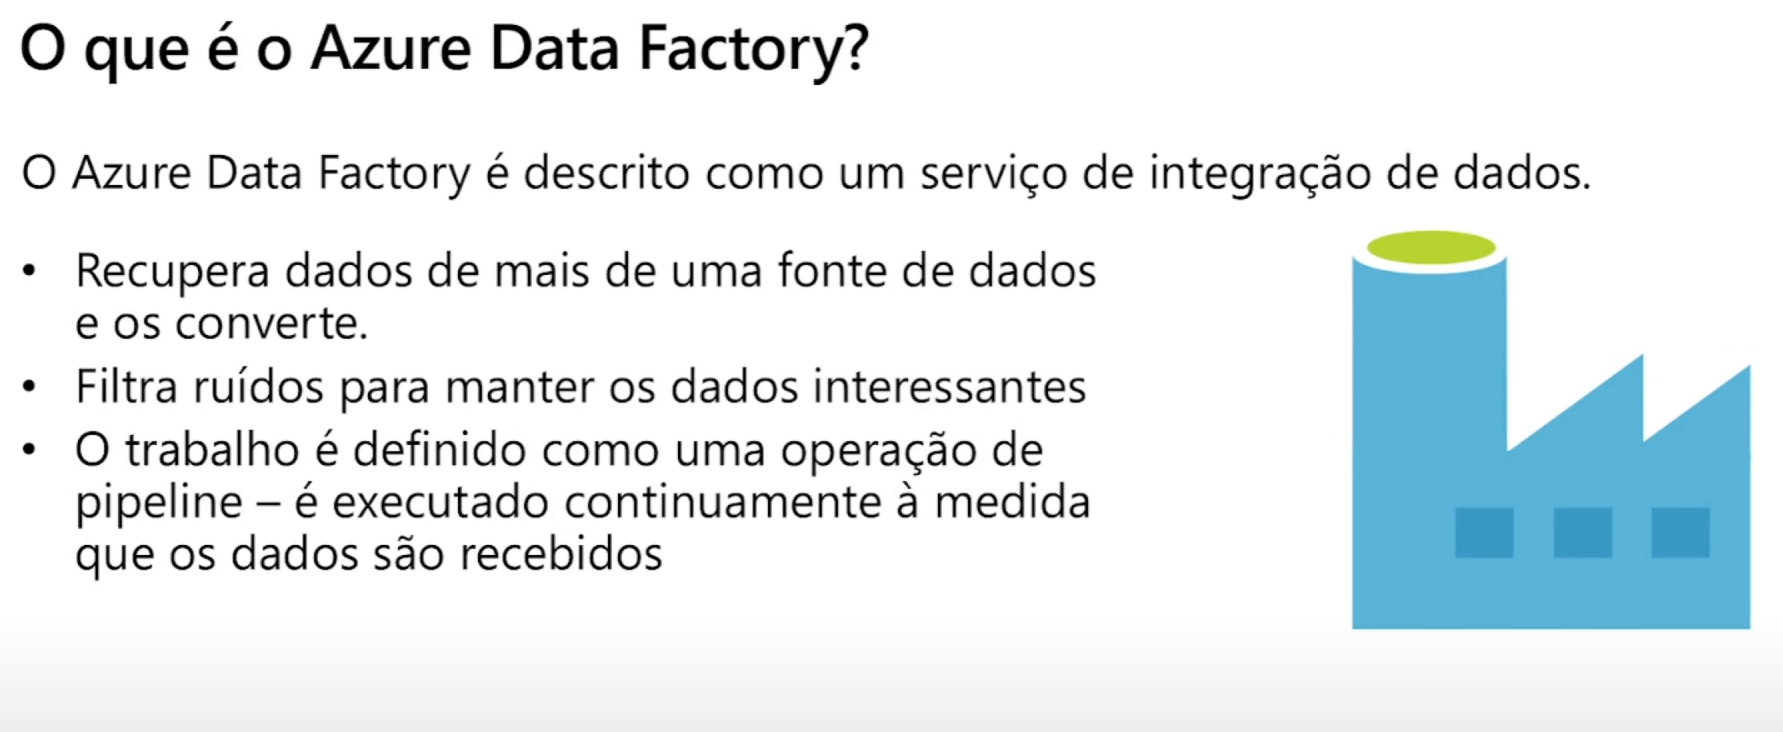 O que é o Azure Data Factory?
O Azure Data Factory é descrito como um serviço de integração de dados.
• Recupera dados de mais de uma fonte de dados
e os converte.
• Filtra ruídos para manter os dados interessantes
• O trabalho é definido como uma operação de
pipeline – é executado continuamente à medida
que os dados são recebidos